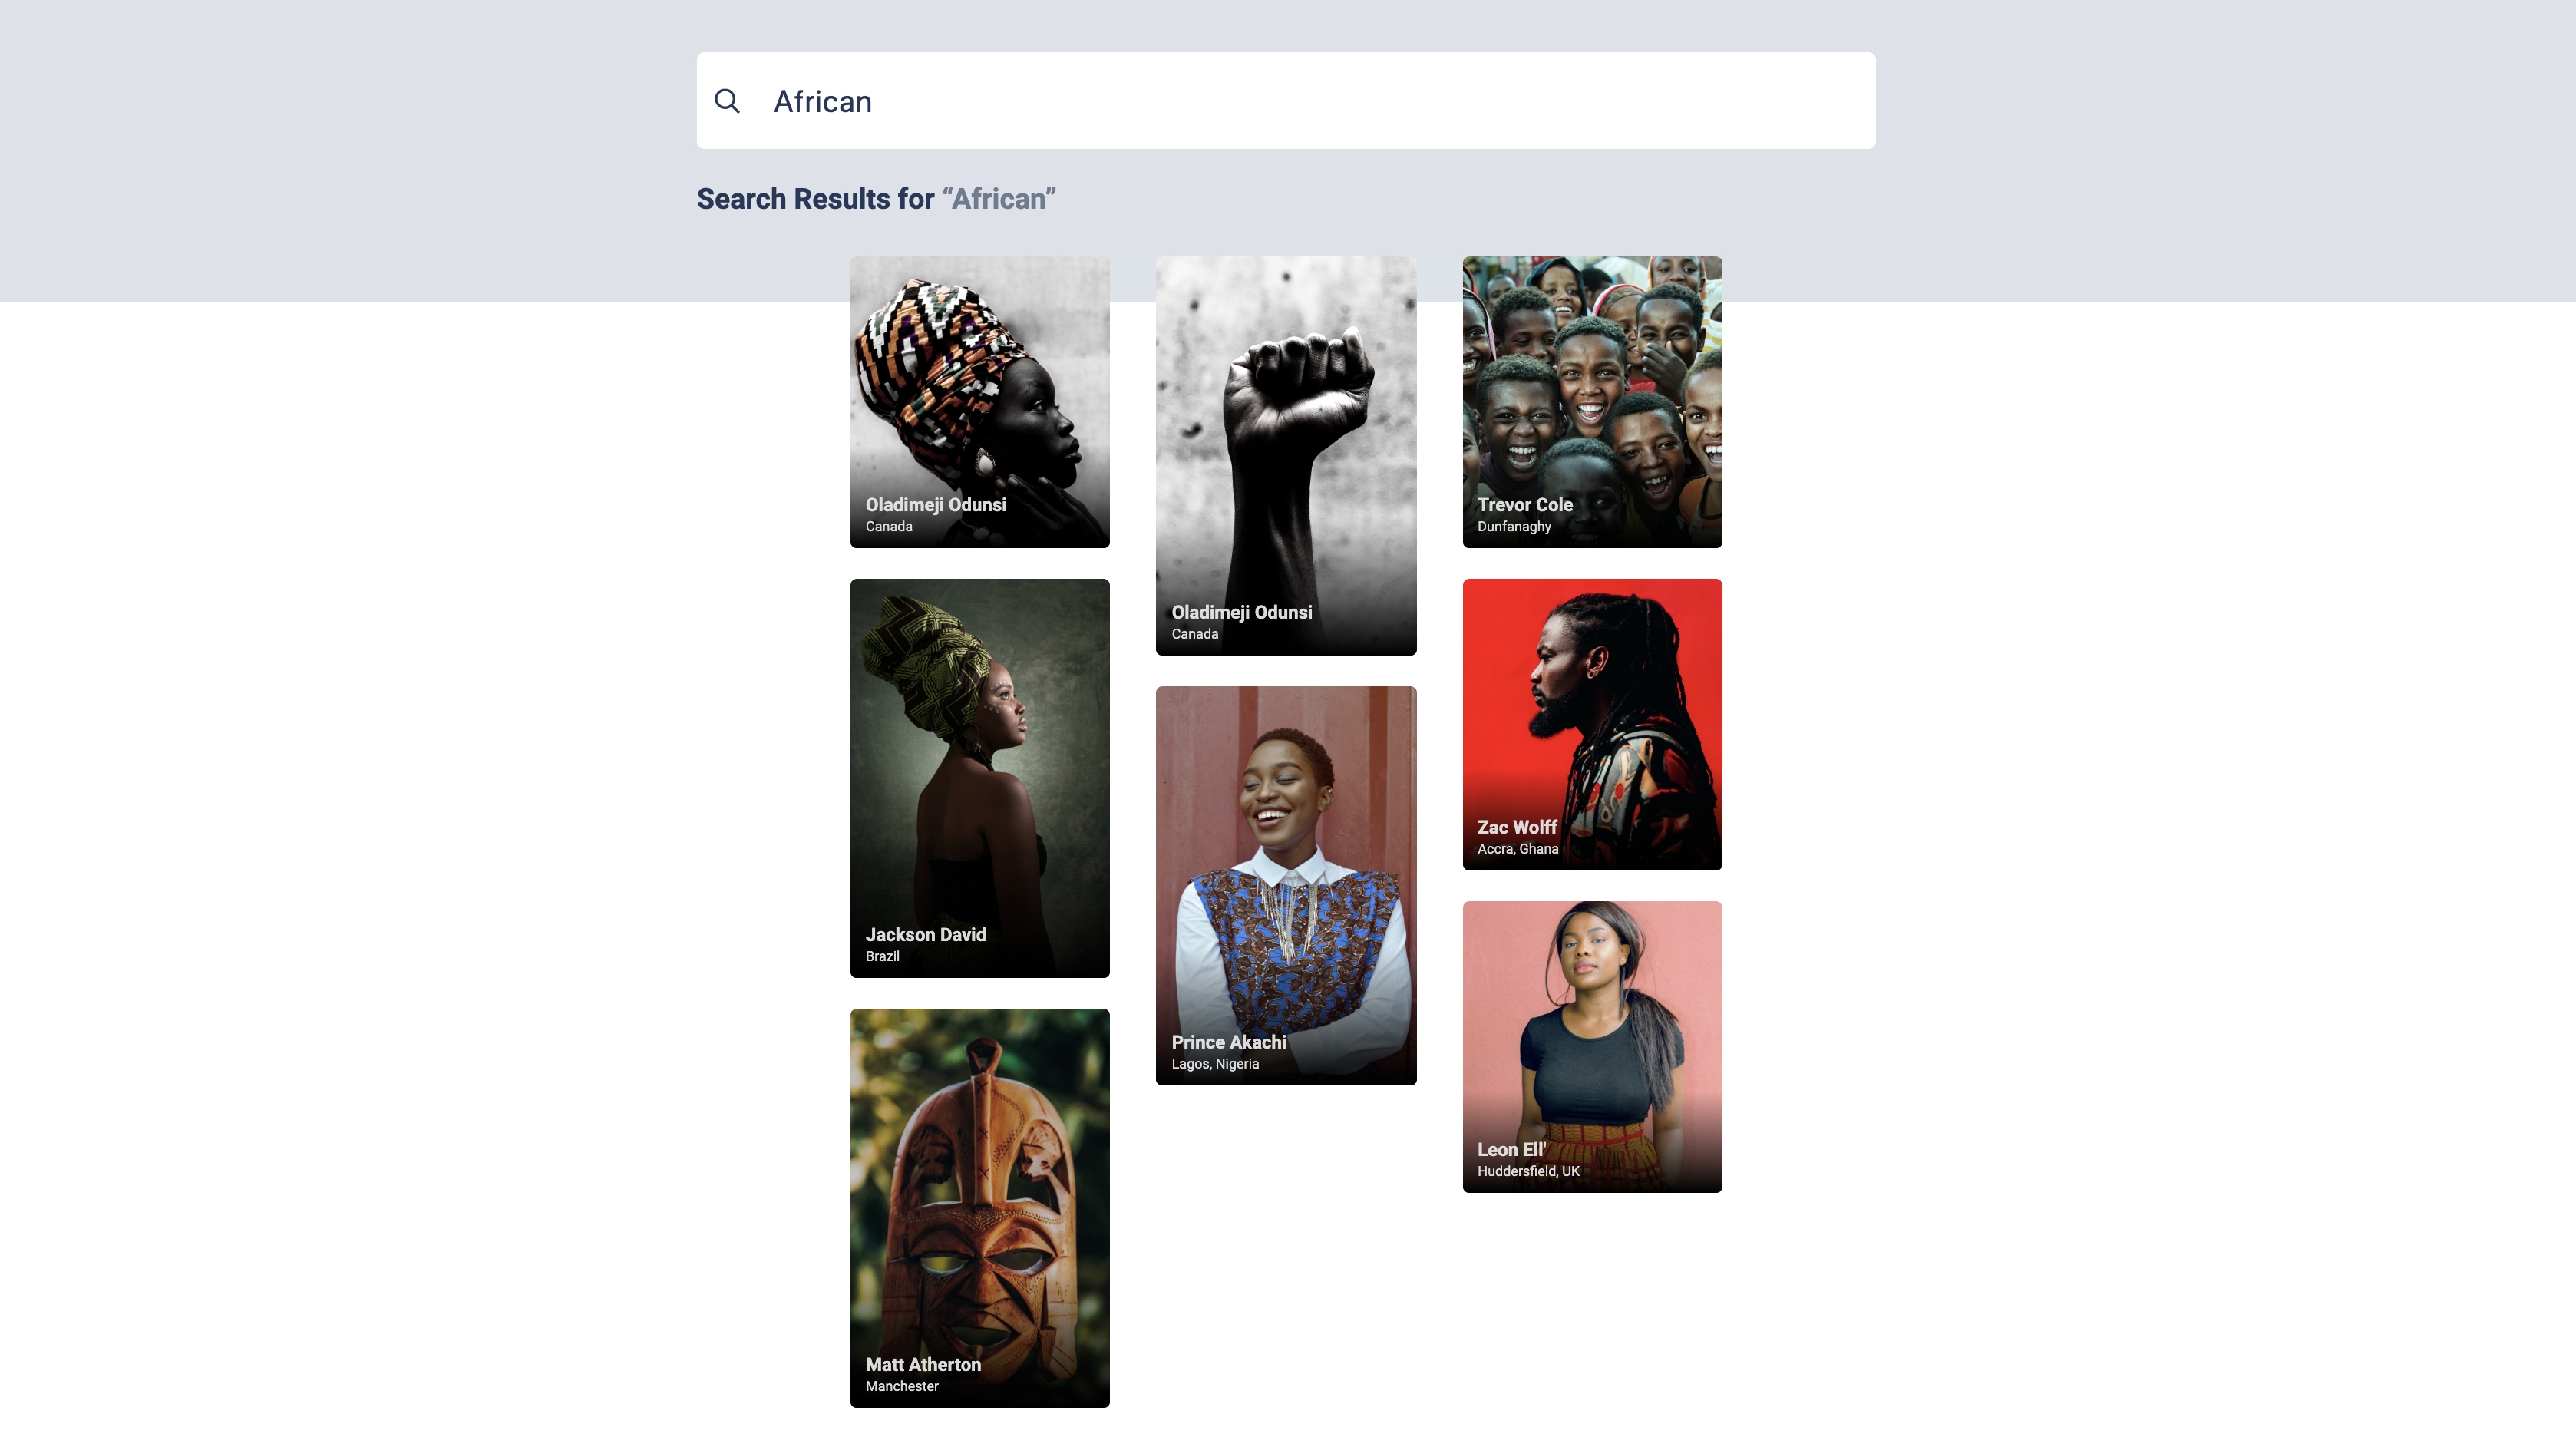 African
Search Results for “African”
Oladimeji Odunsi
Canada
Oladimeji Odunsi
Canada
Trevor Cole
Dunfanaghy
Jackson David
Brazil
Prince Akachi
Lagos, Nigeria
Zac Wolff
Accra, Ghana
Leon Ell'
Huddersfield, UK
Matt Atherton
Manchester